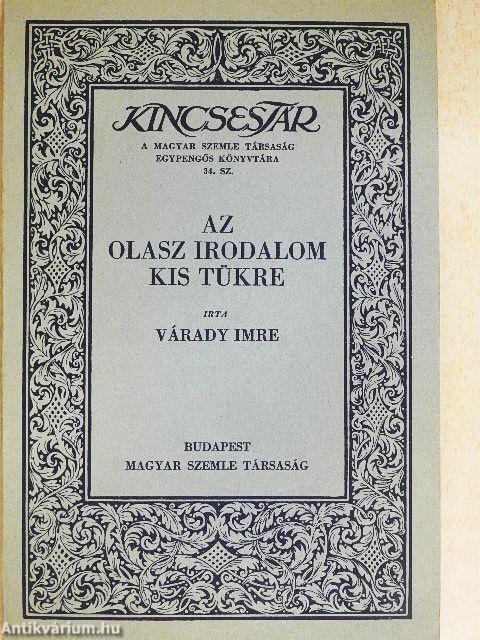 KINCSESTÁR
A MAGYAR SZEMLE TÁRSASÁG
EGYPENGŐS KÖNYVTÁRA
34. SZ.
AZ
OLASZ IRODALOM
KIS TÜKRE
IRTA
VÁRADY IMRE
BUDAPEST
MAGYAR SZEMLE TÁRSASÁG
Antikvárium.hu